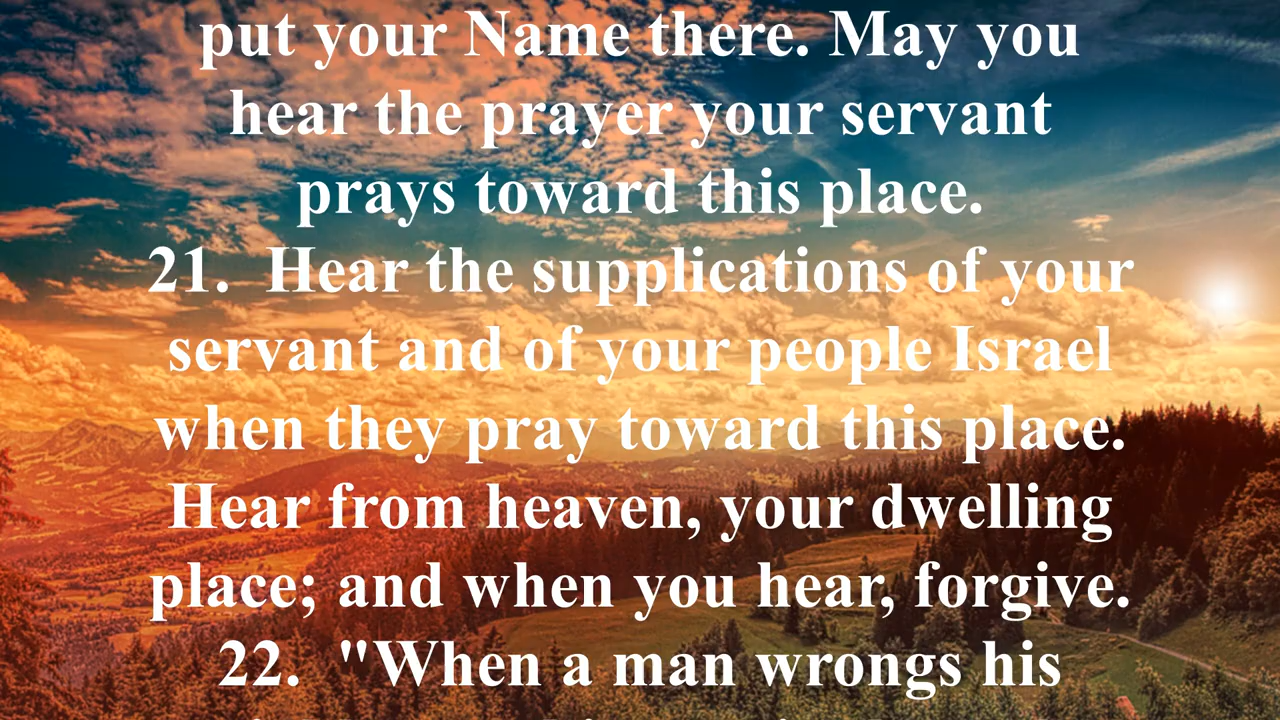 put your Name there. May you
hear the prayer your servant
prays toward this place.
21. Hear the supplications of your
servant and of your people Israel
when they pray toward this place.
Hear from heaven, your dwelling
place; and when you hear, forgive.
22. "When a man wrongs his